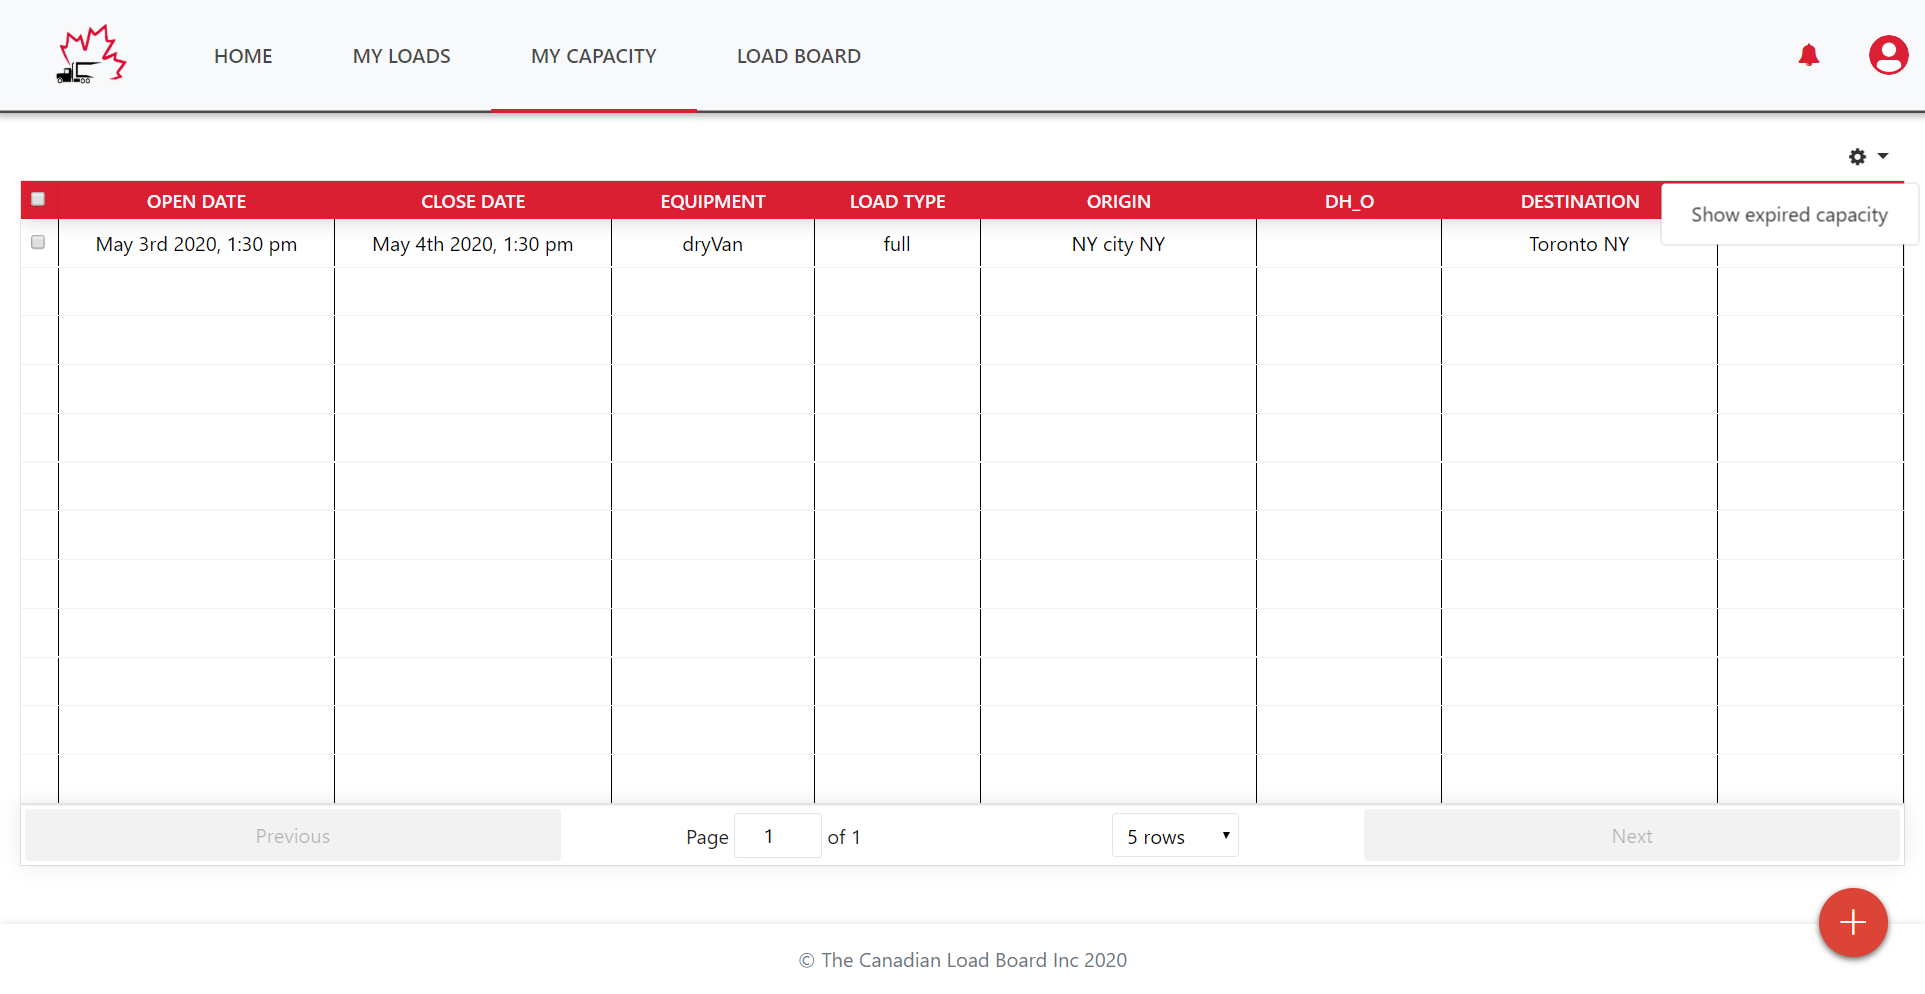 HOME MY LOADS MY CAPACITY LOAD BOARD
OPEN DATE CLOSE DATE EQUIPMENT LOAD TYPE ORIGIN DH_O DESTINATION
Show expired capacity
May 3rd 2020, 1:30 pm May 4th 2020, 1:30 pm dryVan full NY city NY Toronto NY
Previous Page 1 of 1 5 rows Next
© The Canadian Load Board Inc 2020